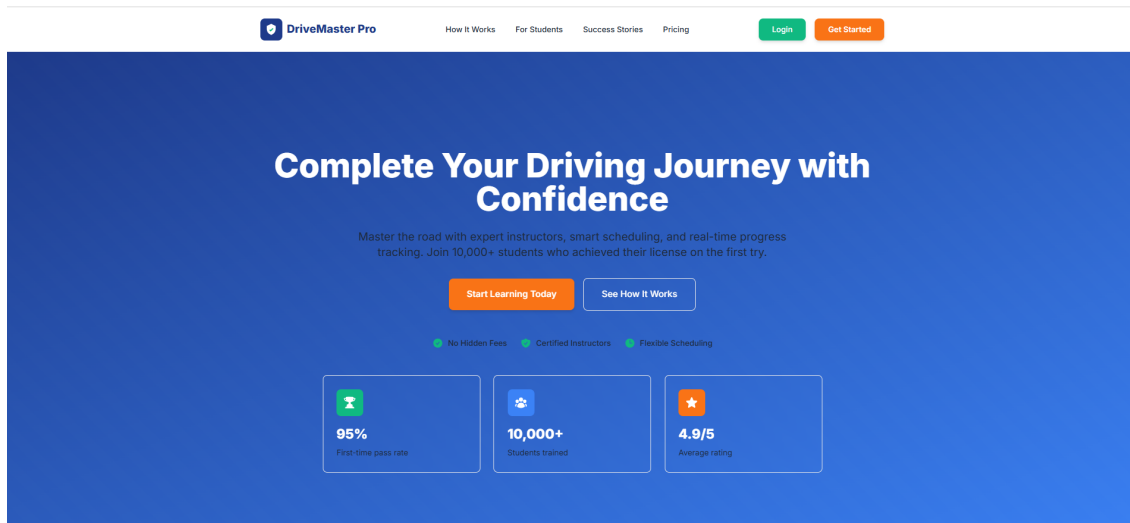 DriveMaster Pro
How It Works
For Students
Success Stories
Pricing
Login
Get Started
Complete Your Driving Journey with
Confidence
Master the road with expert instructors, smart scheduling, and real-time progress
tracking. Join 10,000+ students who achieved their license on the first try.
Start Learning Today
See How It Works
No Hidden Fees
Certified Instructors
Flexible Scheduling
95%
First-time pass rate
10,000+
Students trained
4.9/5
Average rating